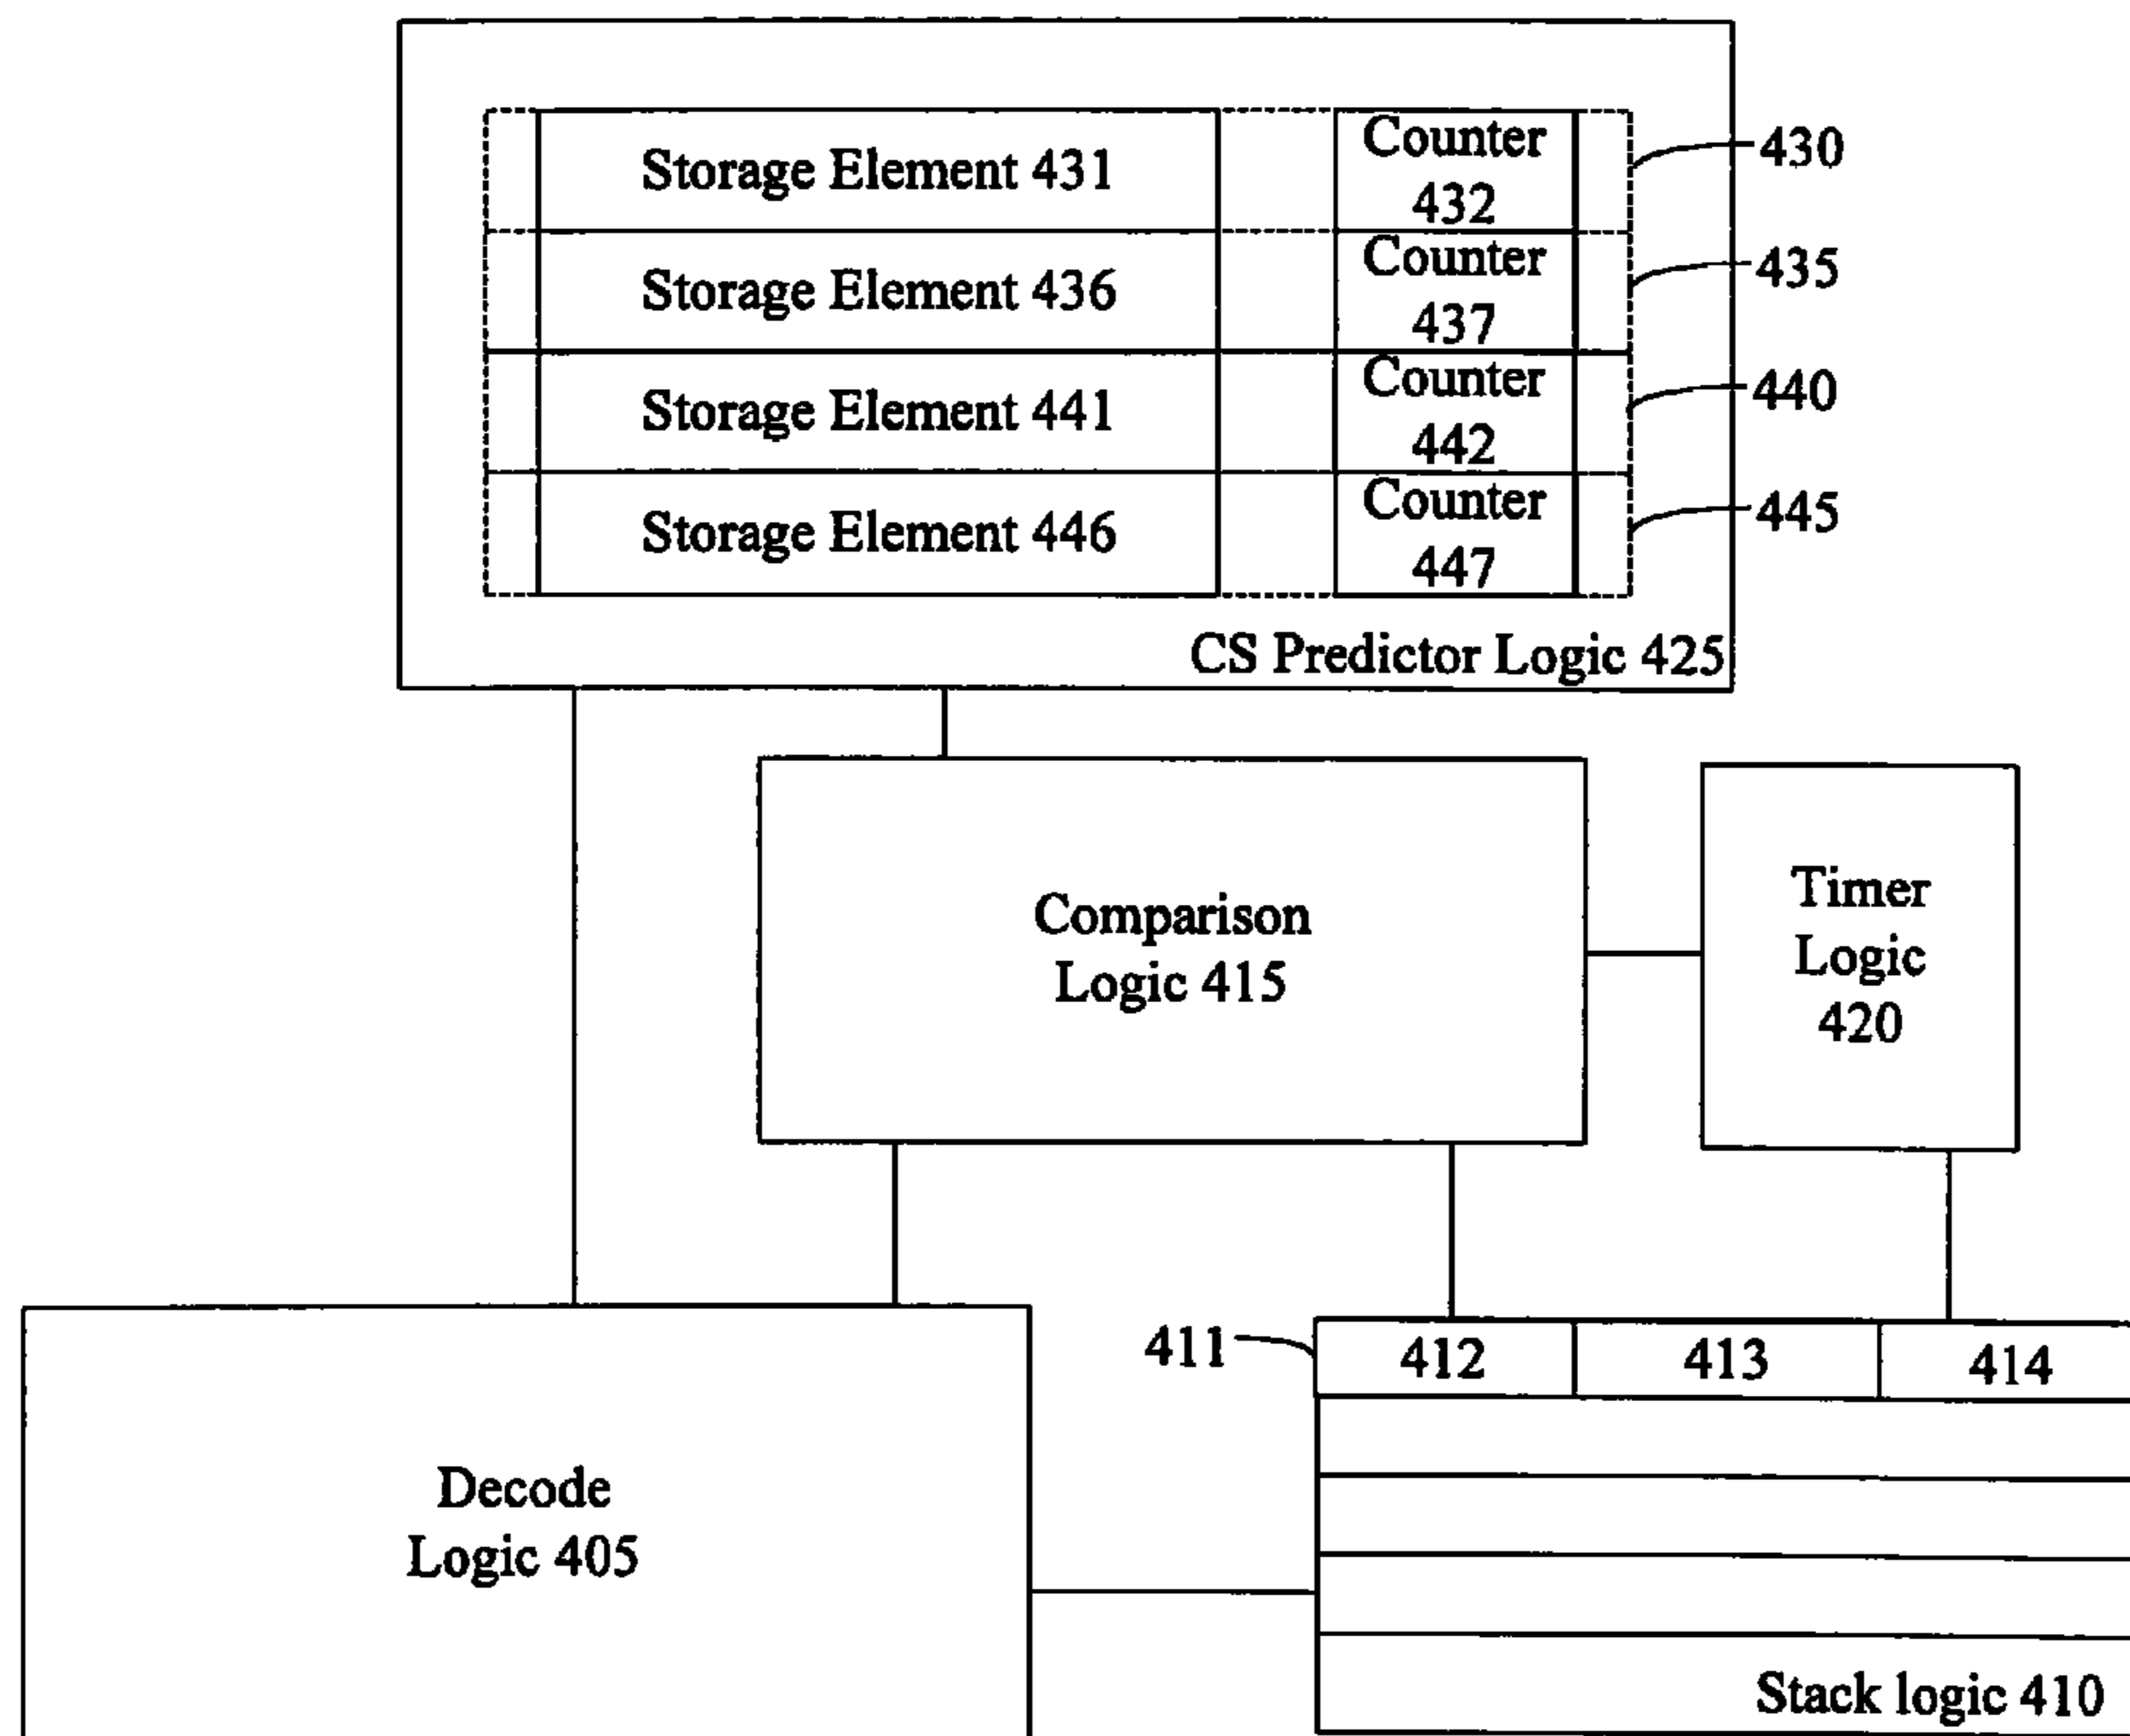 Storage Element 431
Counter
432
430
Storage Element 436
Counter
437
435
Storage Element 441
Counter
442
440
Storage Element 446
Counter
447
445
CS Predictor Logic 425
Comparison
Logic 415
Timer
Logic
420
411
412
413
414
Decode
Logic 405
Stack logic 410